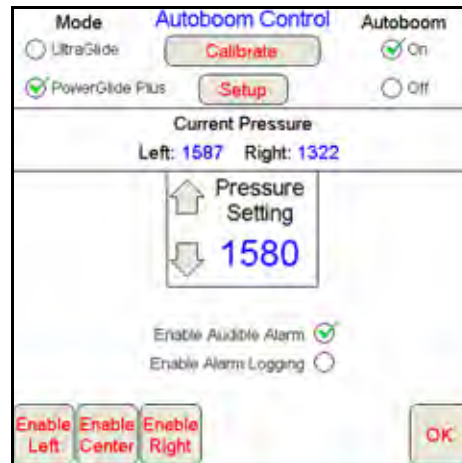 Mode Autoboom Control Autoboom
UltraGlide Calibrate On
PowerGlide Plus Setup Off
Current Pressure
Left: 1587 Right: 1322
Pressure
Setting
1580
Enable Audible Alarm
Enable Alarm Logging
Enable Enable Enable
Left Center Right OK